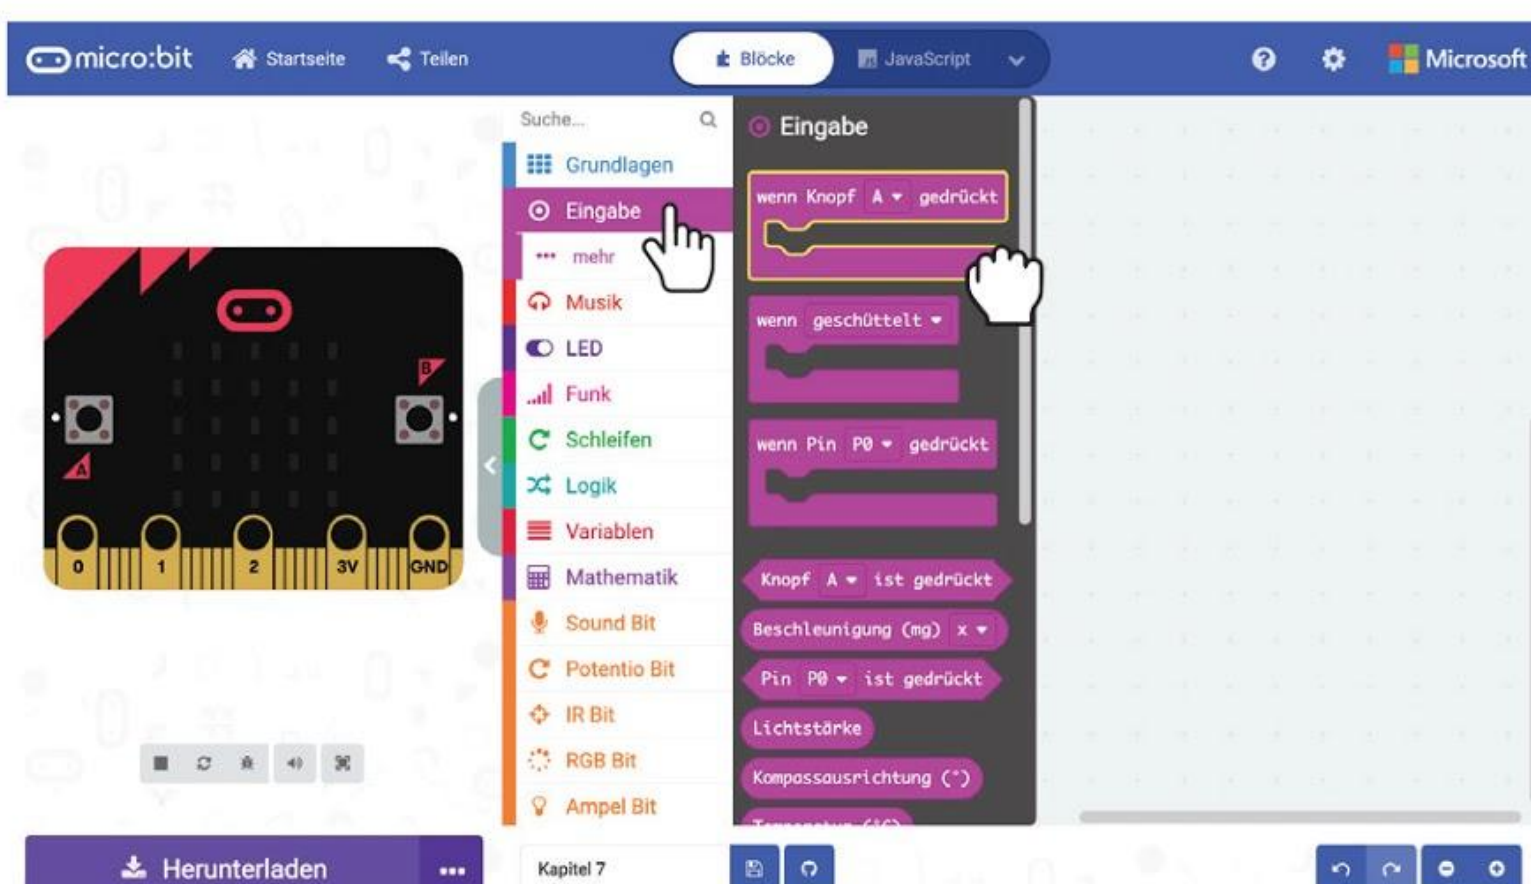 micro:bit Startseite Teilen Blöcke JavaScript Microsoft
Suche...
Grundlagen
Eingabe
mehr
Musik
LED
Funk
Schleifen
Logik
Variablen
Mathematik
Sound Bit
Potentio Bit
IR Bit
RGB Bit
Ampel Bit
Eingabe
wenn Knopf A gedrückt
wenn geschüttelt
wenn Pin P0 gedrückt
Knopf A ist gedrückt
Beschleunigung (mg) x
Pin P0 ist gedrückt
Lichtstärke
Kompassausrichtung (°)
B
A
0 1 2 3V GND
Herunterladen
Kapitel 7